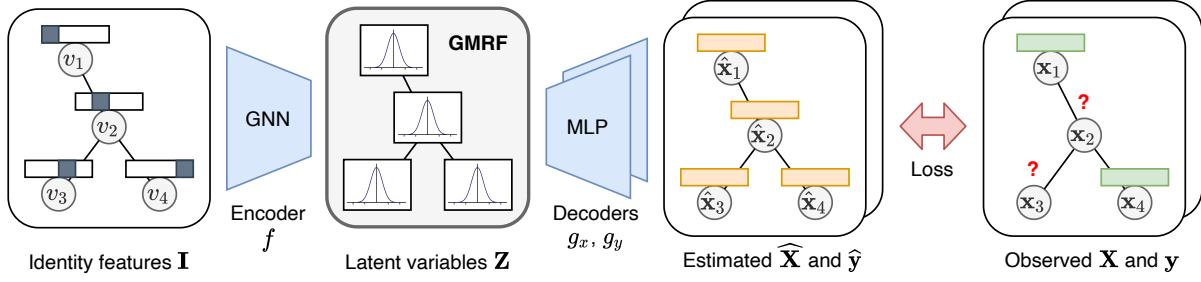 v₁
v₂
v₃
v₄
Identity features I
GNN
Encoder
f
GMRF
Latent variables Z
MLP
Decoders
gₓ, g_y
x̂₁
x̂₂
x̂₃
x̂₄
Estimated X̂ and ŷ
Loss
x₁
?
x₂
?
x₃
x₄
Observed X and y